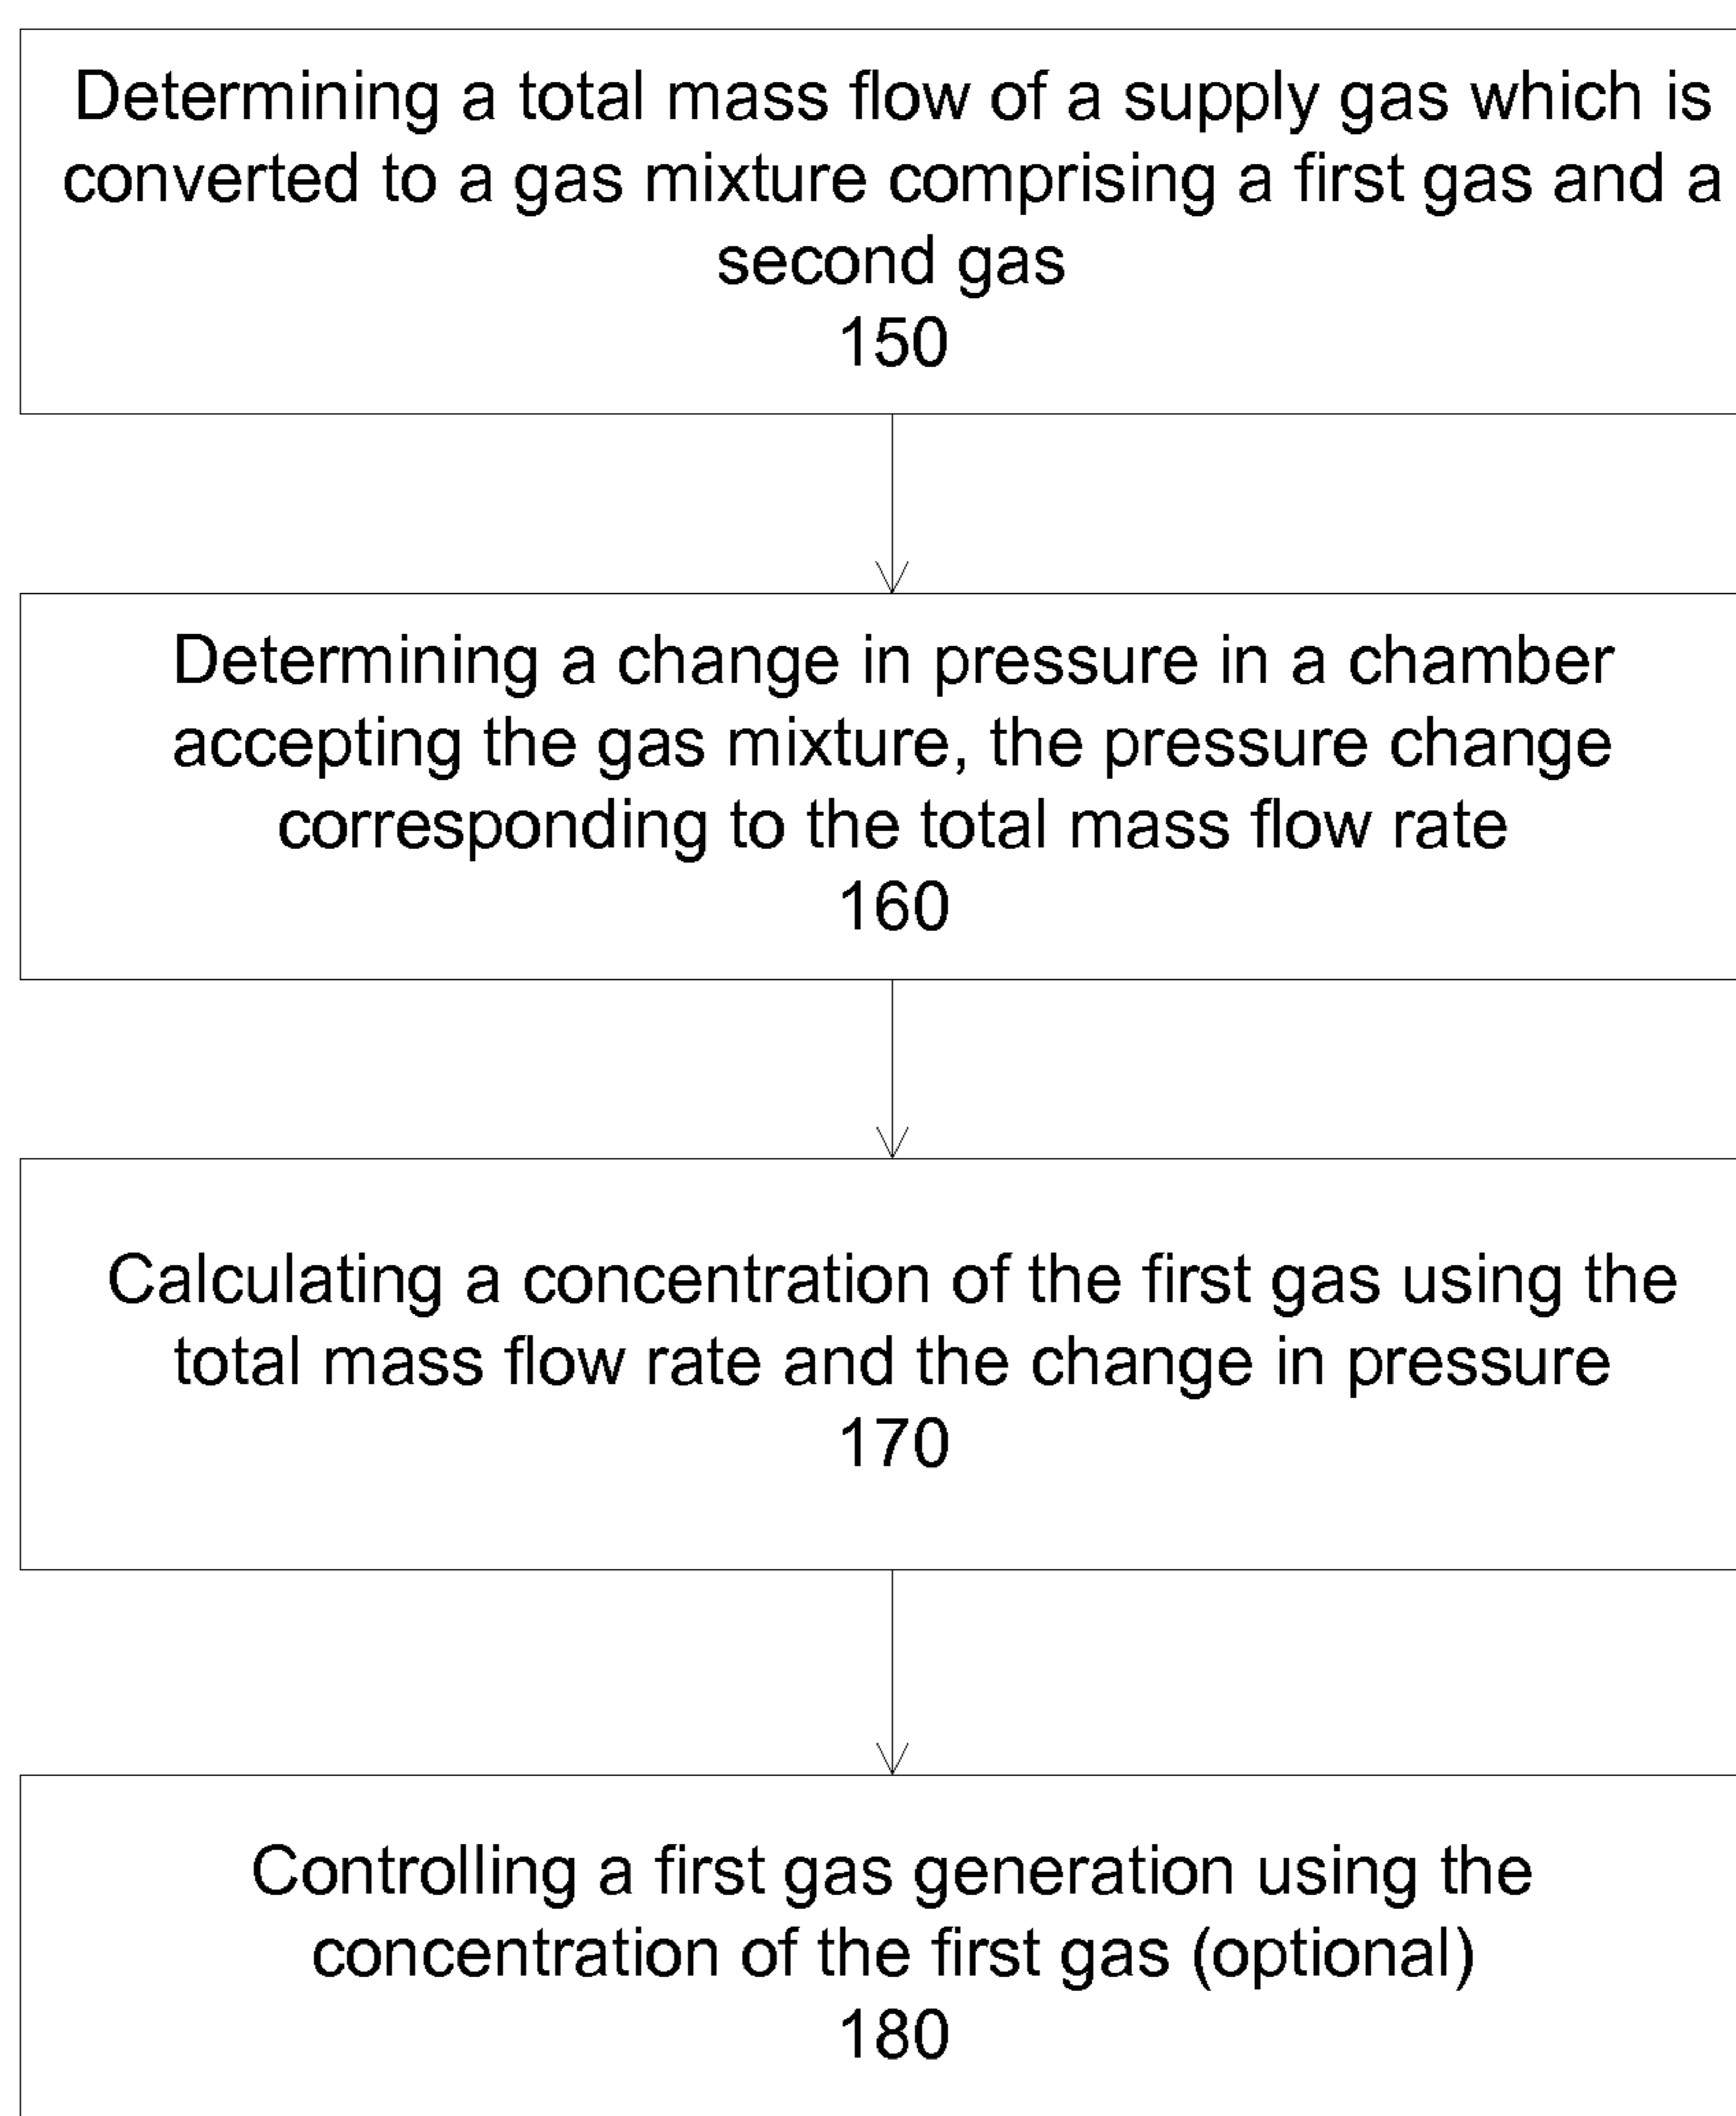 Determining a total mass flow of a supply gas which is
converted to a gas mixture comprising a first gas and a
second gas
150
Determining a change in pressure in a chamber
accepting the gas mixture, the pressure change
corresponding to the total mass flow rate
160
Calculating a concentration of the first gas using the
total mass flow rate and the change in pressure
170
Controlling a first gas generation using the
concentration of the first gas (optional)
180